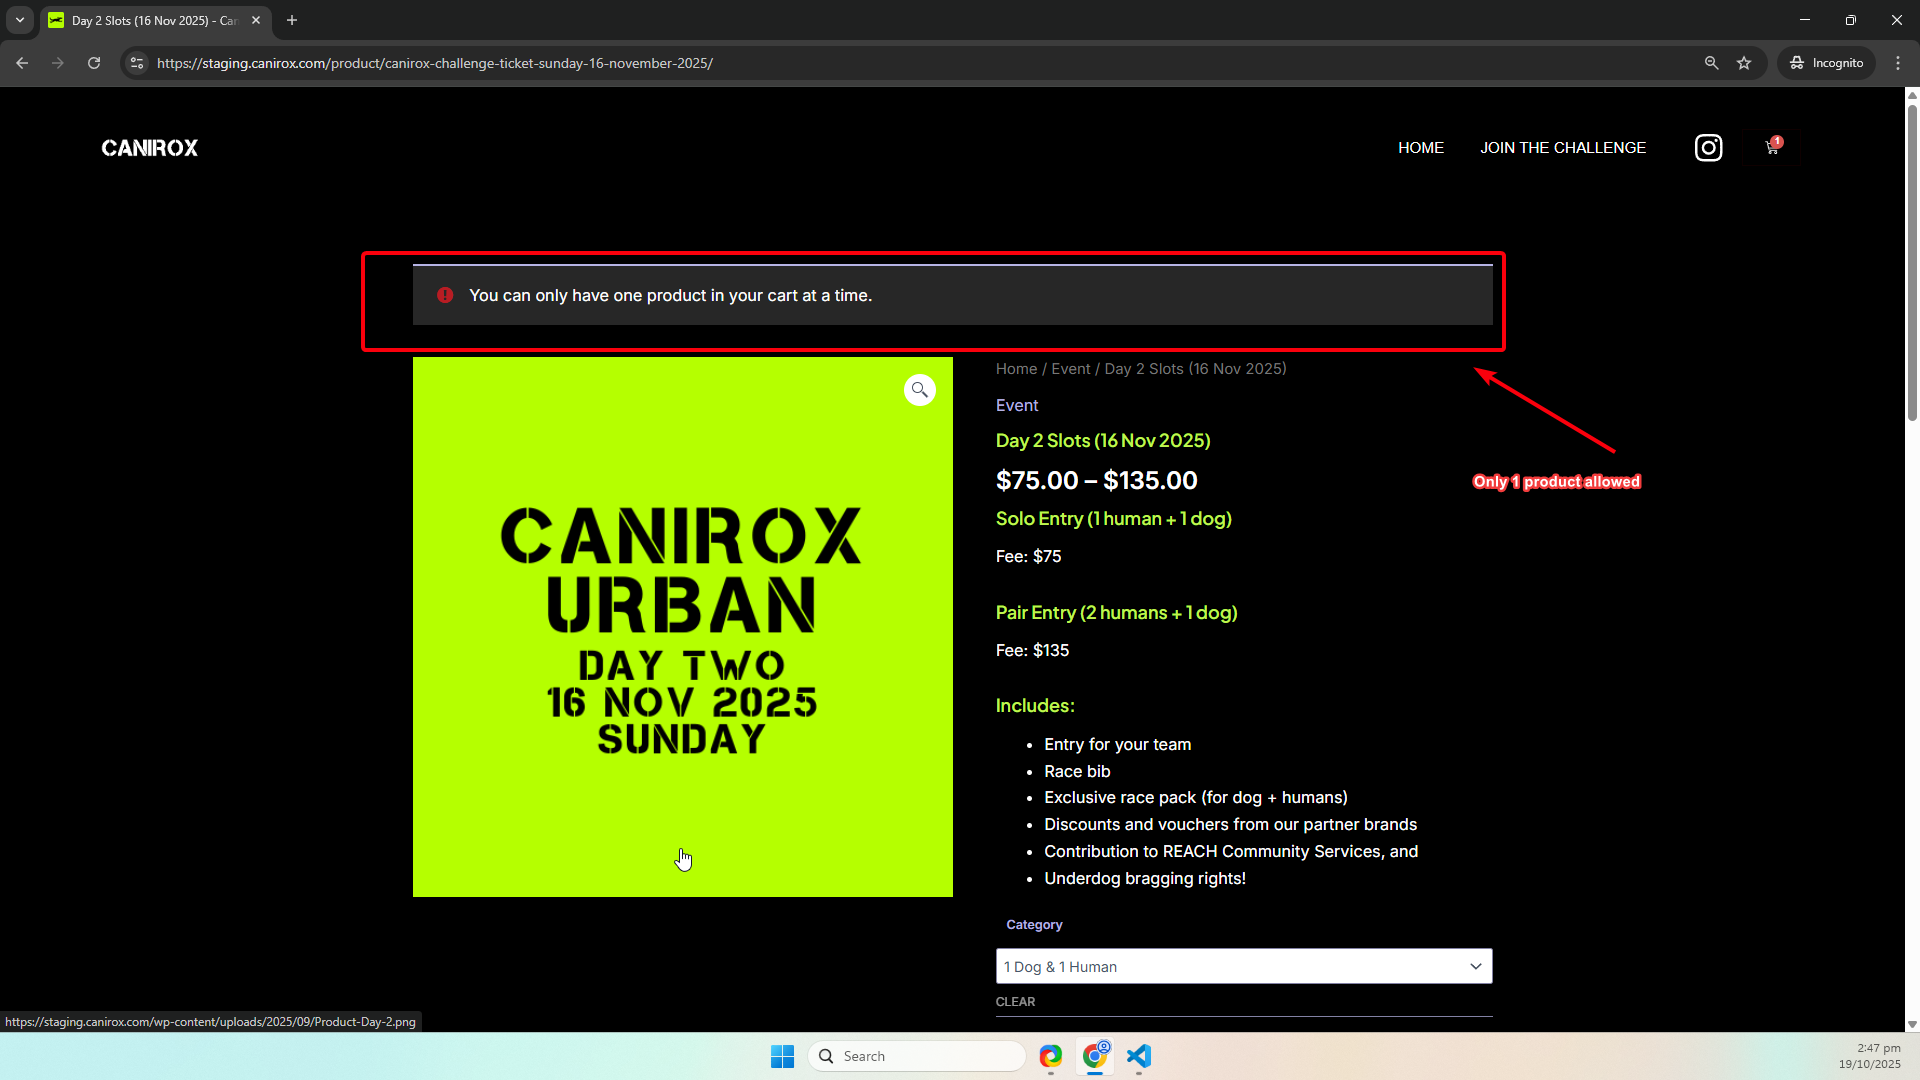 Day 2 Slots (16 Nov 2025) - Can
https://staging.canirox.com/product/canirox-challenge-ticket-sunday-16-november-2025/
Incognito
CANIROX
HOME
JOIN THE CHALLENGE
1
You can only have one product in your cart at a time.
CANIROX
URBAN
DAY TWO
16 NOV 2025
SUNDAY
Home / Event / Day 2 Slots (16 Nov 2025)
Event
Day 2 Slots (16 Nov 2025)
$75.00 – $135.00
Only 1 product allowed
Solo Entry (1 human + 1 dog)
Fee: $75
Pair Entry (2 humans + 1 dog)
Fee: $135
Includes:
• Entry for your team
• Race bib
• Exclusive race pack (for dog + humans)
• Discounts and vouchers from our partner brands
• Contribution to REACH Community Services, and
• Underdog bragging rights!
Category
1 Dog & 1 Human
CLEAR
https://staging.canirox.com/wp-content/uploads/2025/09/Product-Day-2.png
Search
2:47 pm
19/10/2025